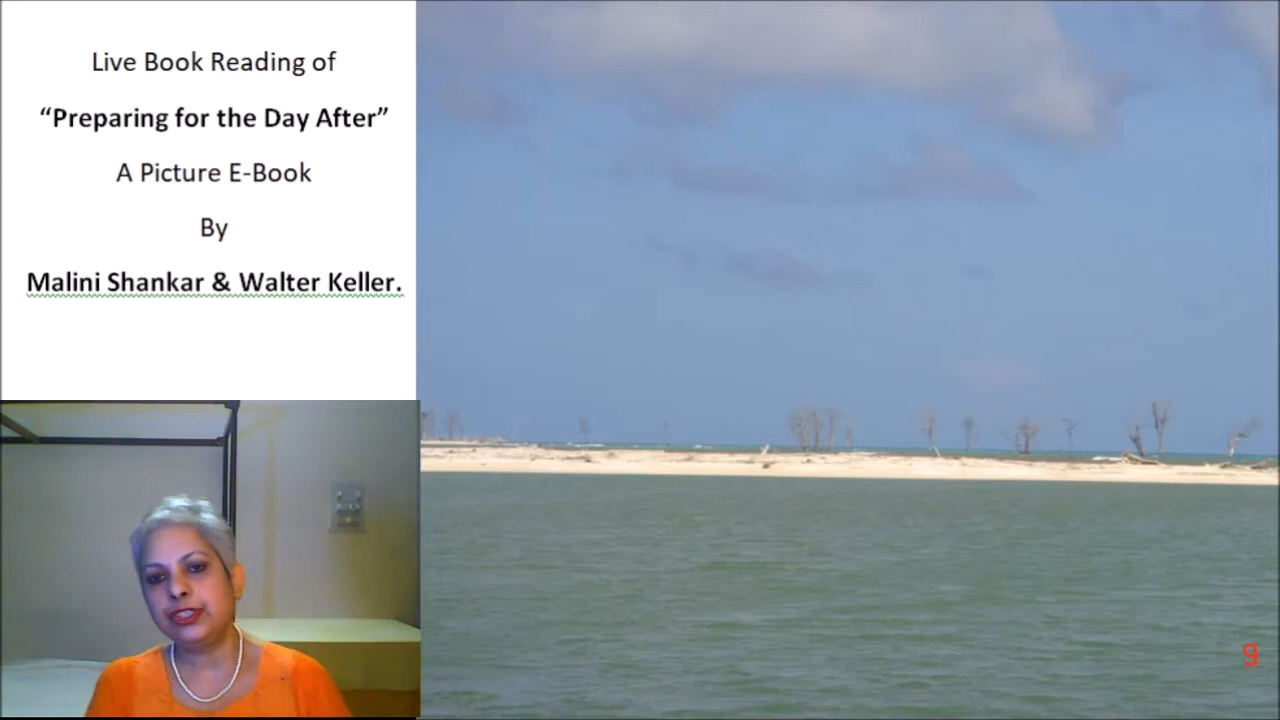 Live Book Reading of
“Preparing for the Day After”
A Picture E-Book
By
Malini Shankar & Walter Keller.
9